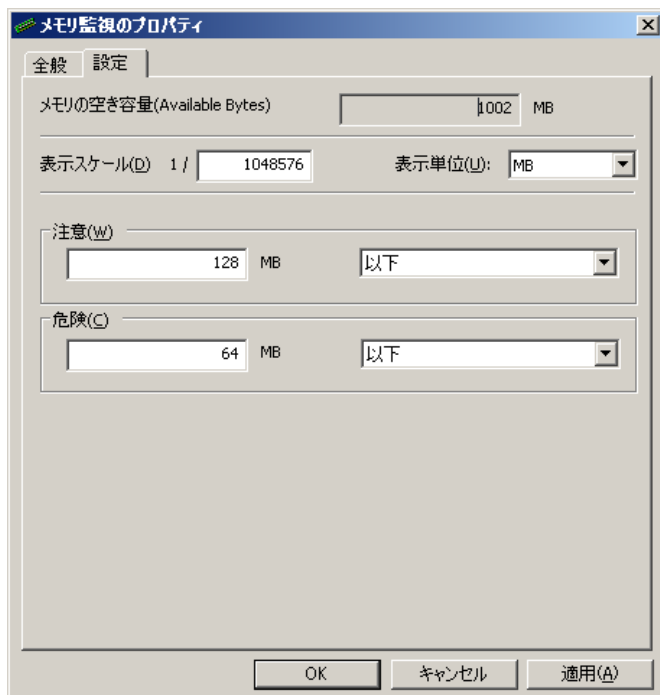 メモリ監視のプロパティ
全般 設定
メモリの空き容量(Available Bytes) 1002 MB
表示スケール(D) 1 / 1048576 表示単位(U): MB
注意(W)
128 MB 以下
危険(C)
64 MB 以下
OK キャンセル 適用(A)